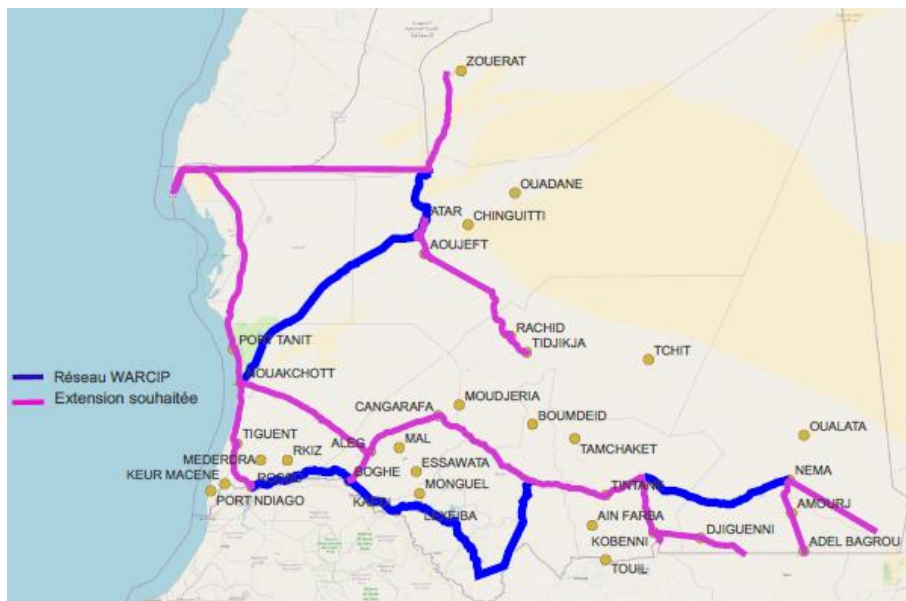 ZOUERAT
OUADANE
ATAR
CHINGUITTI
AOUJEFT
RACHID
TIDJIKJA
PORT TANIT
TCHIT
NOUAKCHOTT
Réseau WARCIP
Extension souhaitée
CANGARAFA
MOUDJERIA
BOUMDEID
TIGUENT
ALEG
MAL
TAMCHAKET
OUALATA
MEDERDRA
RKIZ
KEUR MACENE
ROSSO
BOGHE
ESSAWATA
NEMA
PORT NDIAGO
KAEDI
MONGUEL
TINTANE
AMOURJ
LEXEIBA
AIN FARBA
KOBENNI
DJIGUENNI
ADEL BAGROU
TOUIL